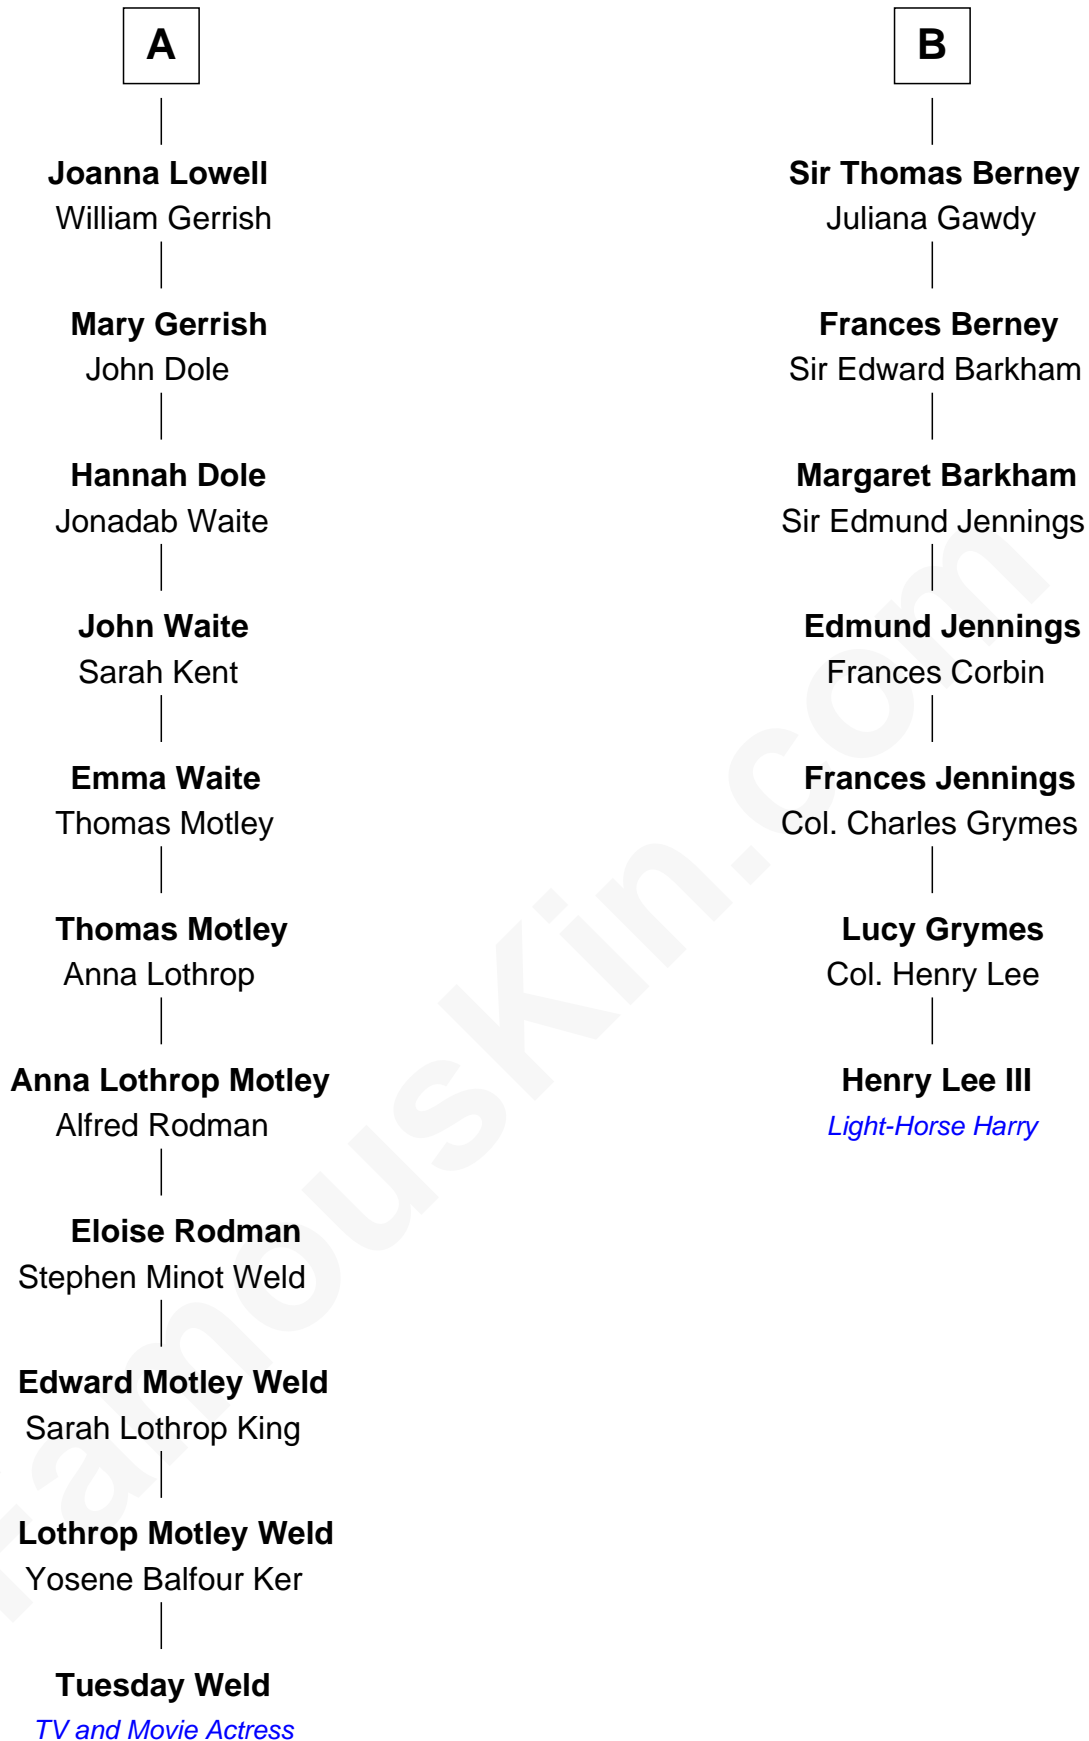 A
Joanna Lowell
William Gerrish
Mary Gerrish
John Dole
Hannah Dole
Jonadab Waite
John Waite
Sarah Kent
Emma Waite
Thomas Motley
Thomas Motley
Anna Lothrop
Anna Lothrop Motley
Alfred Rodman
Eloise Rodman
Stephen Minot Weld
Edward Motley Weld
Sarah Lothrop King
Lothrop Motley Weld
Yosene Balfour Ker
Tuesday Weld
TV and Movie Actress
B
Sir Thomas Berney
Juliana Gawdy
Frances Berney
Sir Edward Barkham
Margaret Barkham
Sir Edmund Jennings
Edmund Jennings
Frances Corbin
Frances Jennings
Col. Charles Grymes
Lucy Grymes
Col. Henry Lee
Henry Lee III
Light-Horse Harry
FamousKin.com